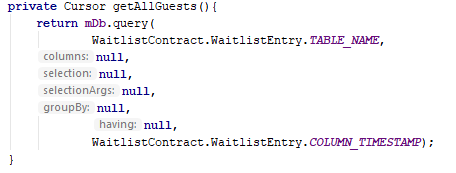 private Cursor getAllGuests(){
return mDb.query(
WaitlistContract.WaitlistEntry.TABLE_NAME,
columns: null,
selection: null,
selectionArgs: null,
groupBy: null,
having: null,
WaitlistContract.WaitlistEntry.COLUMN_TIMESTAMP);
}